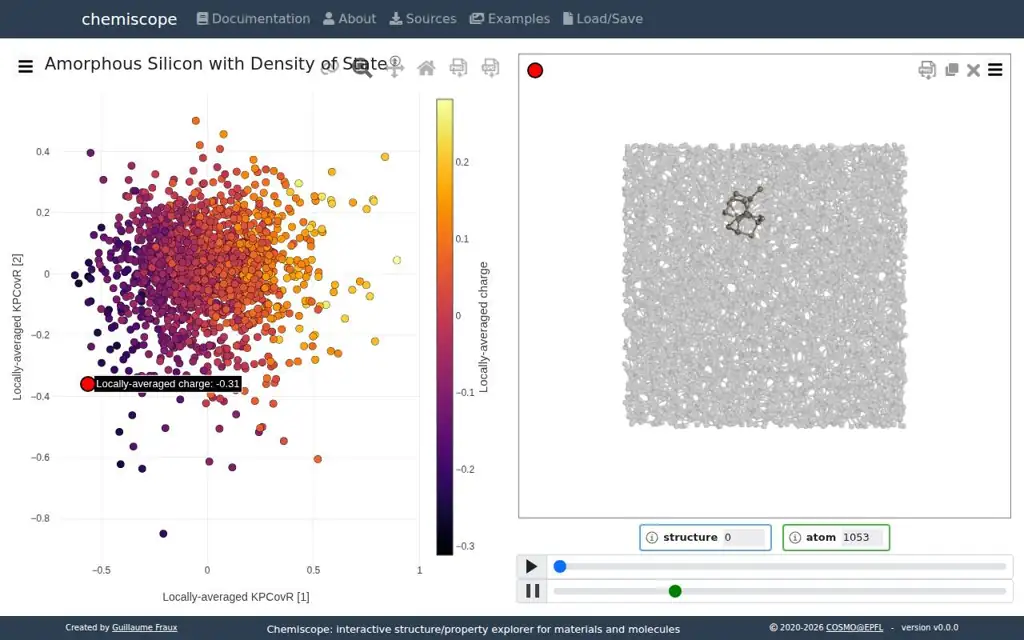 chemiscope Documentation About Sources Examples Load/Save
Amorphous Silicon with Density of State
0.4
0.2
0
−0.2
−0.4
−0.6
−0.8
Locally-averaged KPCovR [2]
−0.5 0 0.5 1
Locally-averaged KPCovR [1]
Locally-averaged charge: -0.31
0.2
0.1
0
−0.1
−0.2
−0.3
Locally-averaged charge
structure 0
atom 1053
Created by Guillaume Fraux
Chemiscope: interactive structure/property explorer for materials and molecules
© 2020-2026 COSMO@EPFL - version v0.0.0